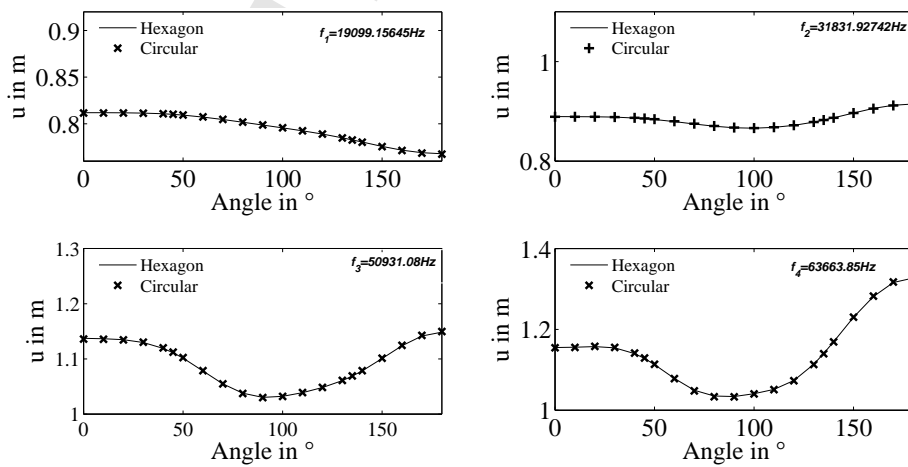 0.9
0.85
0.8
u in m
Hexagon
Circular
f1=19099.15645Hz
0 50 100 150
Angle in °
1
0.8
u in m
Hexagon
Circular
f2=31831.92742Hz
0 50 100 150
Angle in °
1.3
1.2
1.1
1
u in m
Hexagon
Circular
f3=50931.08Hz
0 50 100 150
Angle in °
1.4
1.2
1
u in m
Hexagon
Circular
f4=63663.85Hz
0 50 100 150
Angle in °